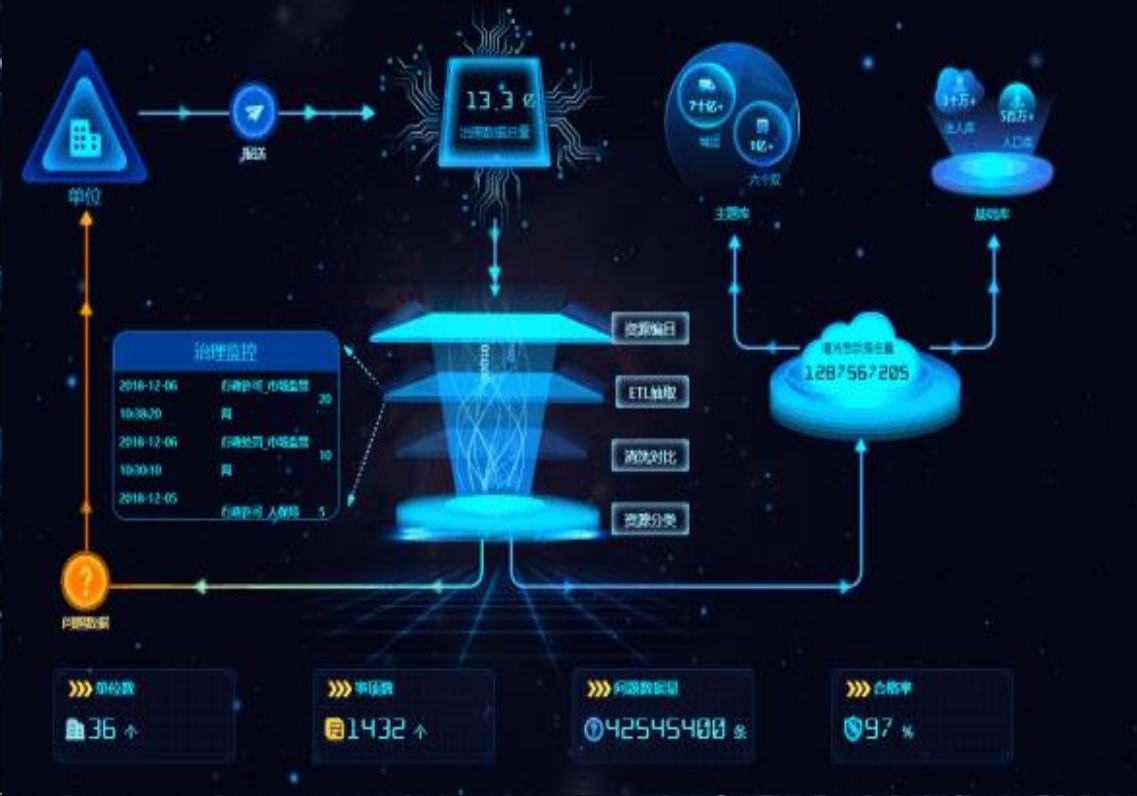 单位
报送
13.3 亿
治理数据总量
7十亿+
1亿+
六个双
主题库
3十万+
法人库
5百万+
人口库
基础库
治理监控
2018-12-06 10:38:20 行政许可_市场监管局 20
2018-12-06 10:30:10 行政处罚_市场监管局 10
2018-12-05 行政许可_人保局 5
资源编目
ETL抽取
清洗对比
资源分类
1287567205
问题数据
单位数
36 个
事项数
1432 个
问题数据量
42545400 条
合格率
97 %